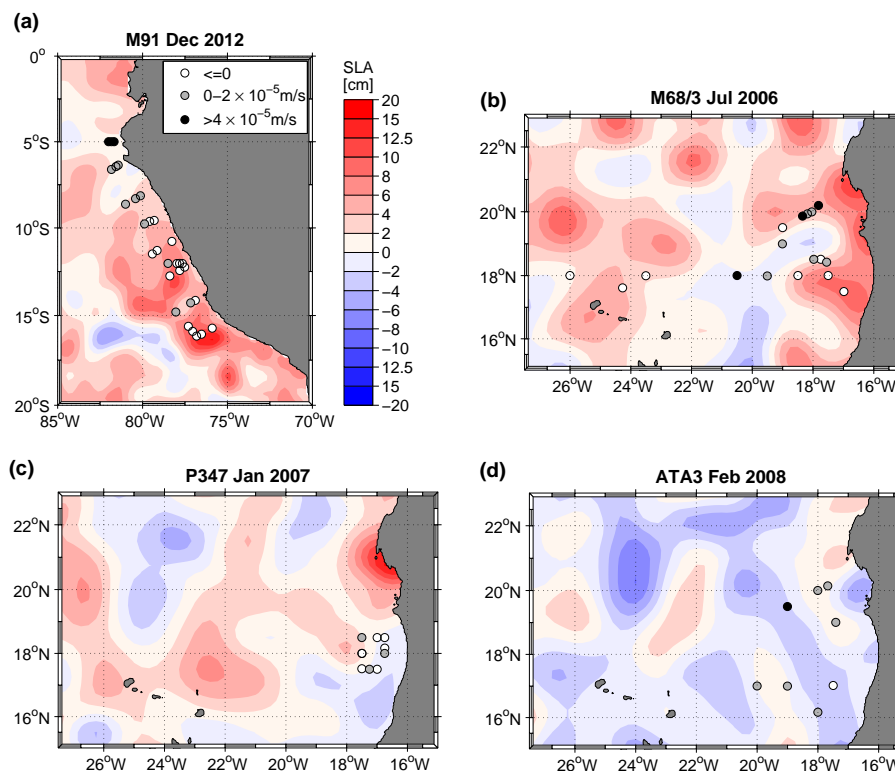 (a)
M91 Dec 2012
0°
5°S
10°S
15°S
20°S
85°W 80°W 75°W 70°W
<=0
0−2 × 10⁻⁵m/s
>4 × 10⁻⁵m/s
SLA
[cm]
20
15
12.5
10
8
6
4
2
0
−2
−4
−6
−8
−10
12.5
15
−20
(b)
M68/3 Jul 2006
22°N
20°N
18°N
16°N
26°W 24°W 22°W 20°W 18°W 16°W
(c)
P347 Jan 2007
22°N
20°N
18°N
16°N
26°W 24°W 22°W 20°W 18°W 16°W
(d)
ATA3 Feb 2008
22°N
20°N
18°N
16°N
26°W 24°W 22°W 20°W 18°W 16°W